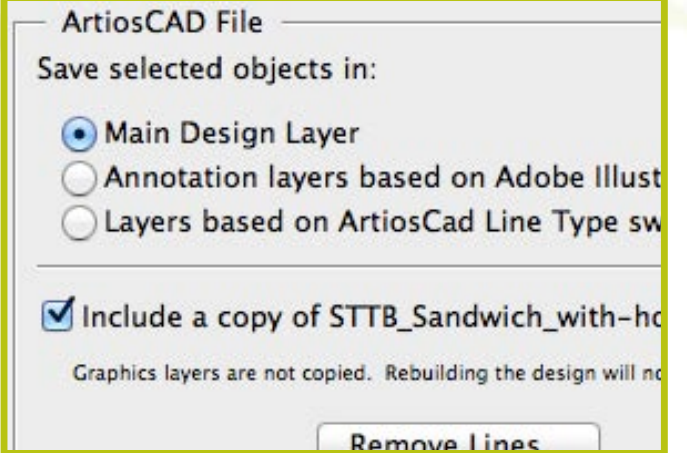 ArtiosCAD File
Save selected objects in:
Main Design Layer
Annotation layers based on Adobe Illust
Layers based on ArtiosCad Line Type sw
Include a copy of STTB_Sandwich_with-ho
Graphics layers are not copied. Rebuilding the design will no
Remove Lines...